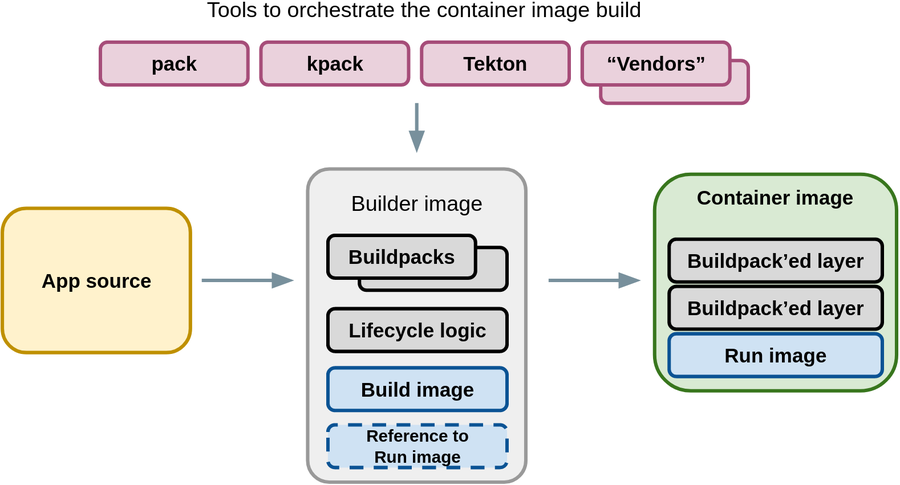 Tools to orchestrate the container image build
pack
kpack
Tekton
“Vendors”
App source
Builder image
Buildpacks
Lifecycle logic
Build image
Reference to
Run image
Container image
Buildpack’ed layer
Buildpack’ed layer
Run image